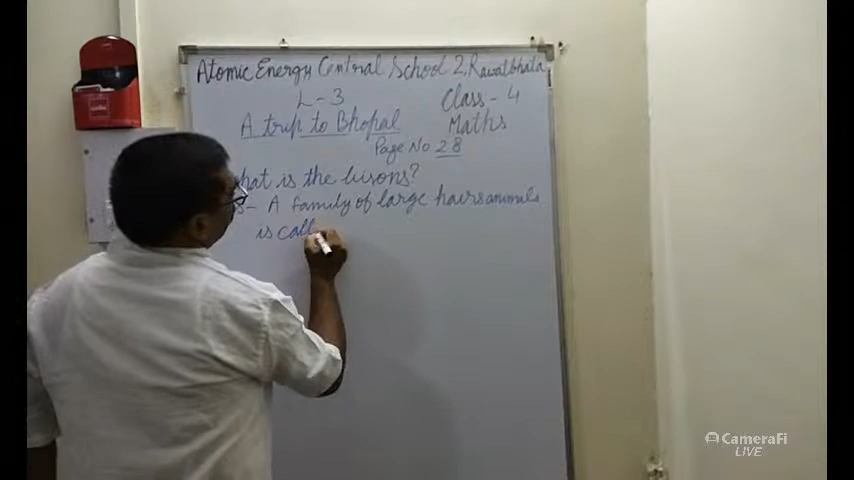 Atomic Energy Central School 2, Rawatbhata
L - 3
Class - 4
A trip to Bhopal
Maths
Page No 28
hat is the bisons?
s - A family of large hairs animals
is call
CameraFi
LIVE